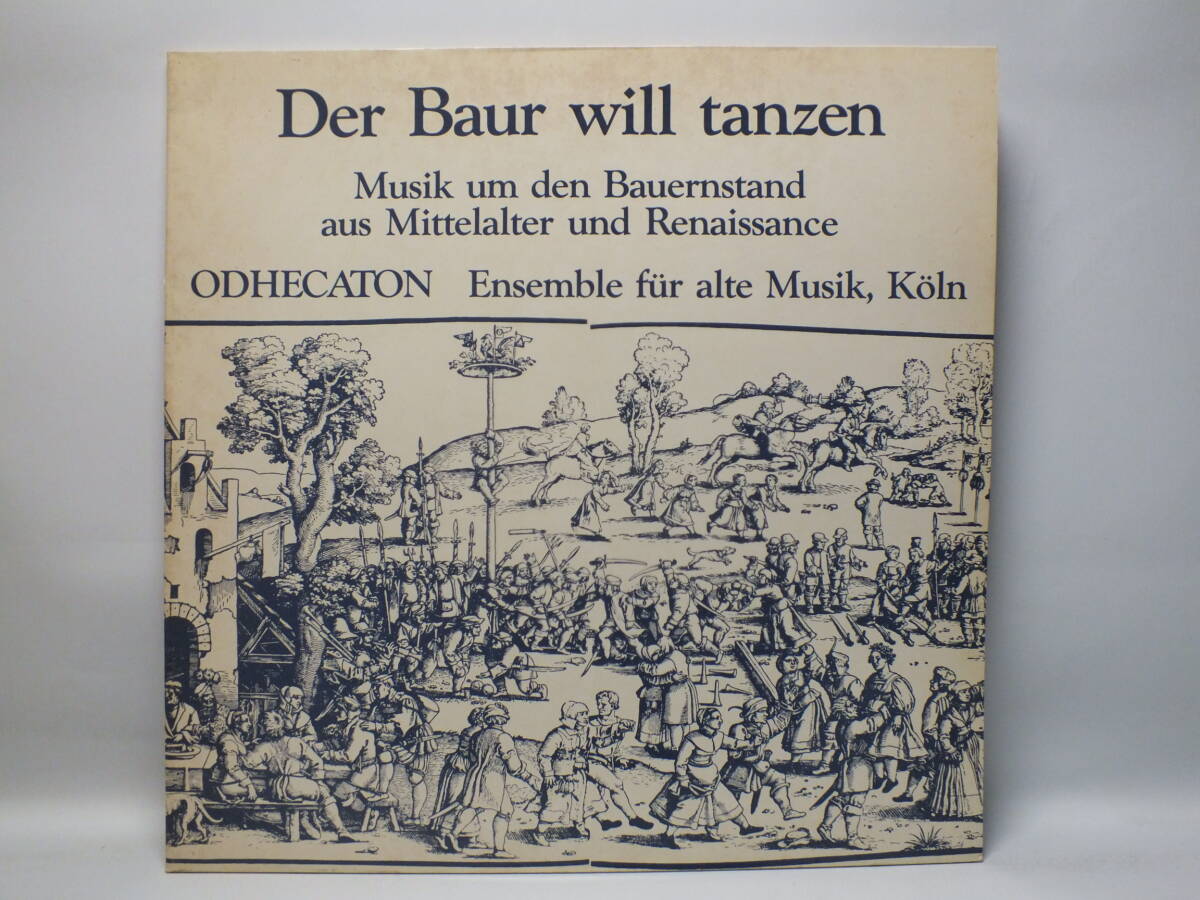 Der Baur will tanzen
Musik um den Bauernstand
aus Mittelalter und Renaissance
ODHECATON Ensemble für alte Musik, Köln